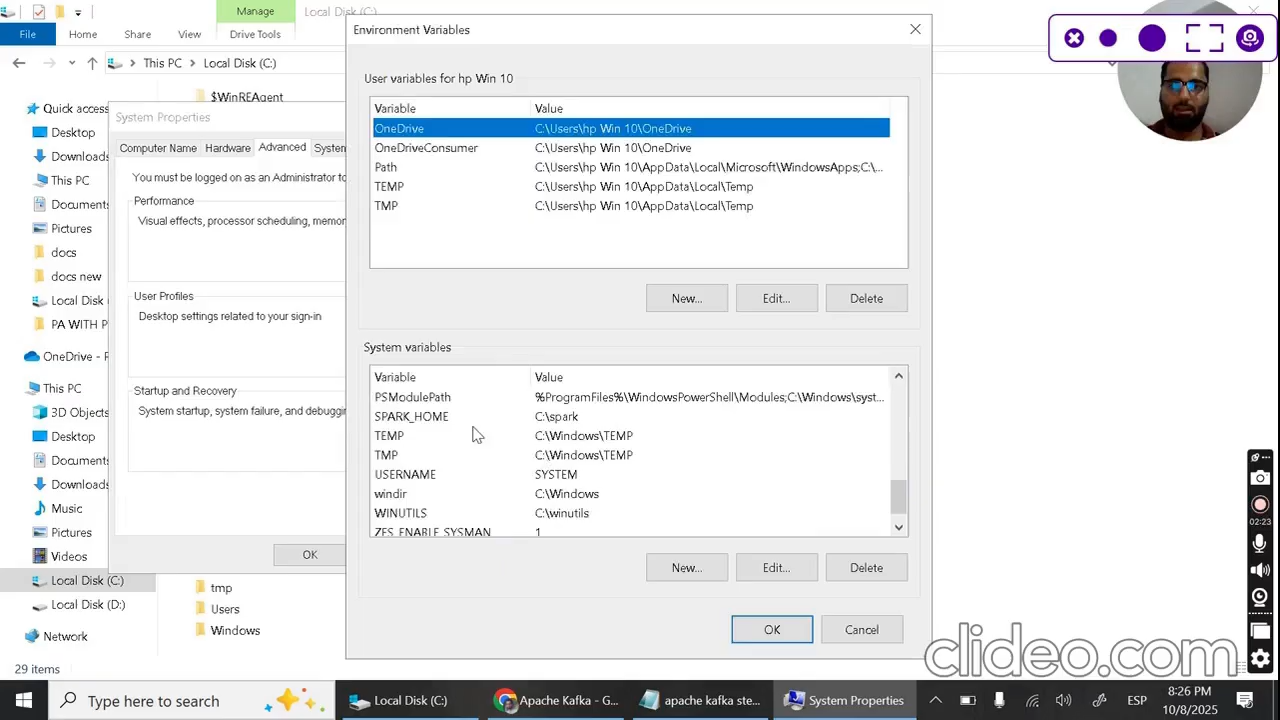 Manage
Local Disk (C:)
File
Home
Share
View
Drive Tools
This PC
Local Disk (C:)
Quick access
Desktop
Downloads
This PC
Documents
Pictures
docs
docs new
Local Disk (
PA WITH P
OneDrive - P
This PC
3D Objects
Desktop
Documents
Downloads
Music
Pictures
Videos
Local Disk (C:)
Local Disk (D:)
Network
29 items
$WinREAgent
tmp
Users
Windows
System Properties
Computer Name
Hardware
Advanced
System
You must be logged on as an Administrator to
Performance
Visual effects, processor scheduling, memor
User Profiles
Desktop settings related to your sign-in
Startup and Recovery
System startup, system failure, and debuggin
OK
Environment Variables
User variables for hp Win 10
Variable Value
OneDrive C:\Users\hp Win 10\OneDrive
OneDriveConsumer C:\Users\hp Win 10\OneDrive
Path C:\Users\hp Win 10\AppData\Local\Microsoft\WindowsApps;C:\...
TEMP C:\Users\hp Win 10\AppData\Local\Temp
TMP C:\Users\hp Win 10\AppData\Local\Temp
New... Edit... Delete
System variables
Variable Value
PSModulePath %ProgramFiles%\WindowsPowerShell\Modules;C:\Windows\syst...
SPARK_HOME C:\spark
TEMP C:\Windows\TEMP
TMP C:\Windows\TEMP
USERNAME SYSTEM
windir C:\Windows
WINUTILS C:\winutils
ZES_ENABLE_SYSMAN 1
New... Edit... Delete
OK Cancel
02:23
clideo.com
Type here to search
Local Disk (C:)
Apache Kafka - G...
apache kafka ste...
System Properties
ESP
8:26 PM
10/8/2025